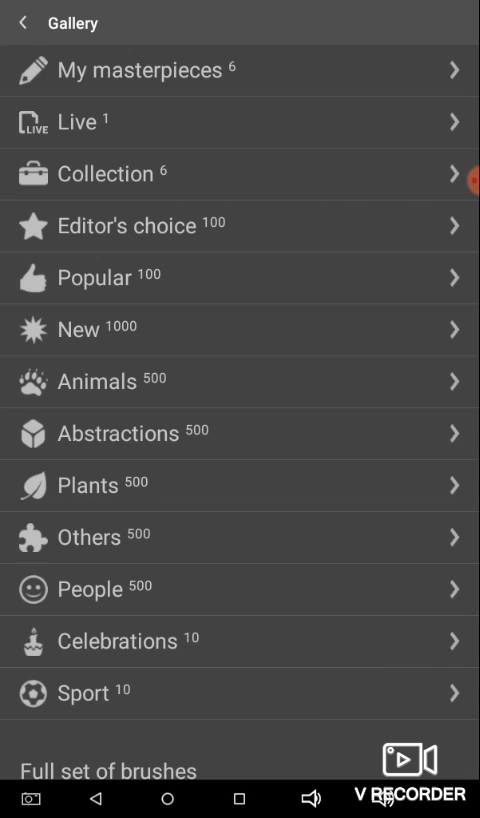 Gallery
My masterpieces 6
LIVE Live 1
Collection 6
Editor's choice 100
Popular 100
New 1000
Animals 500
Abstractions 500
Plants 500
Others 500
People 500
Celebrations 10
Sport 10
Full set of brushes
V RECORDER